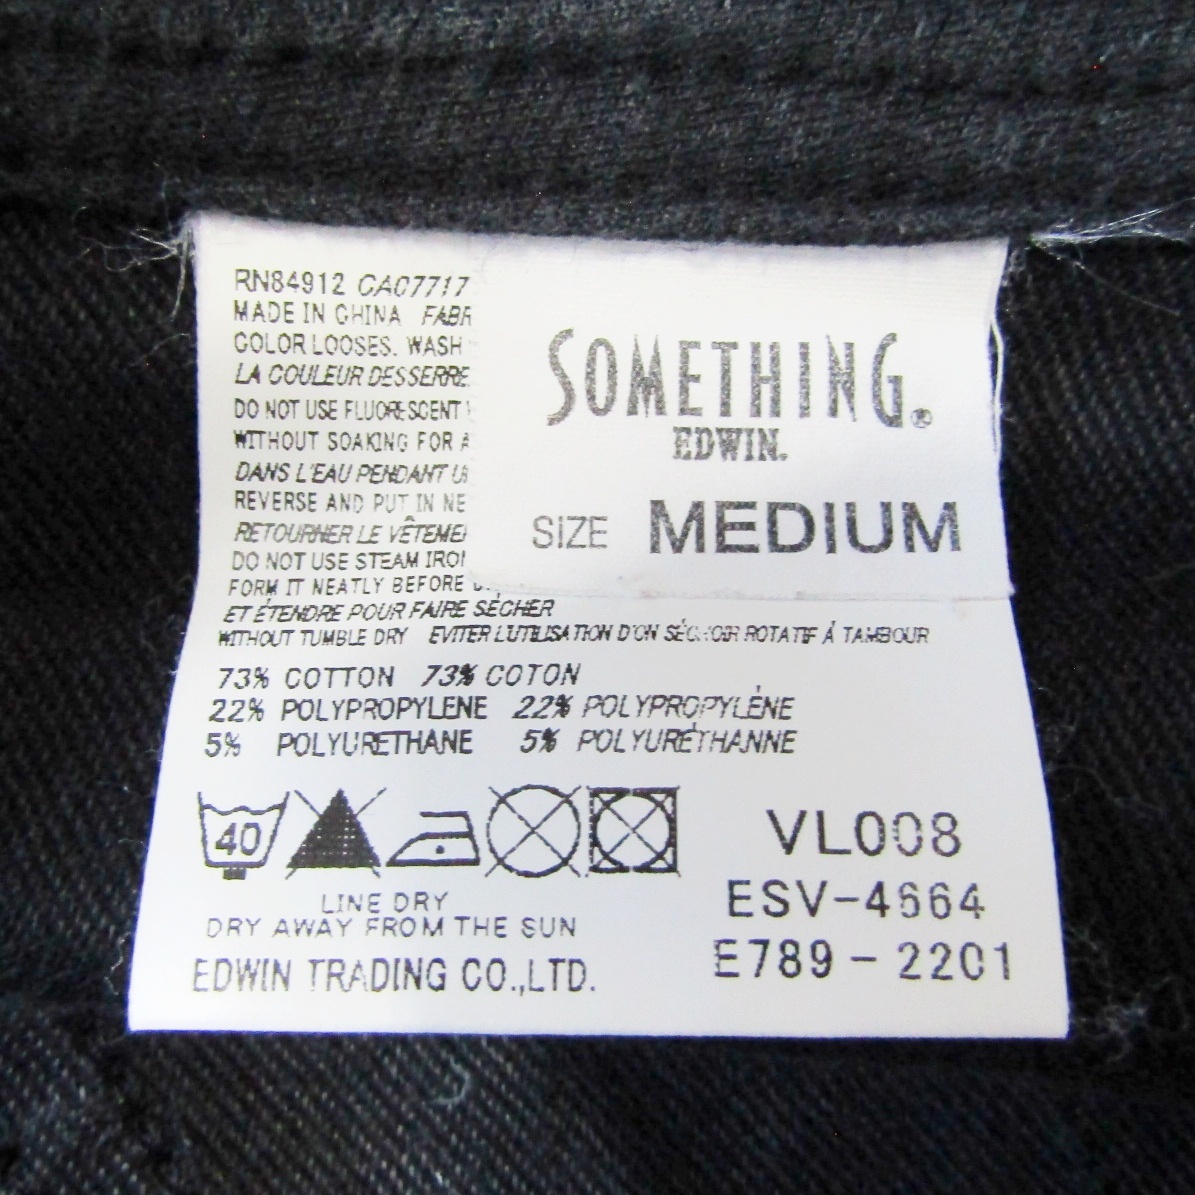 RN84912 CA07717
MADE IN CHINA FABR
COLOR LOOSES. WASH
LA COULEUR DESSERRE
DO NOT USE FLUORESCENT
WITHOUT SOAKING FOR A
DANS L'EAU PENDANT
REVERSE AND PUT IN NE
RETOURNER LE VÊTEME
DO NOT USE STEAM IRO
FORM IT NEATLY BEFORE
ET ÉTENDRE POUR FAIRE SÉCHER
WITHOUT TUMBLE DRY EVITER L'UTILISATION D'ON SÉCHOIR ROTATIF À TAMBOUR
SOMETHING®
EDWIN.
SIZE MEDIUM
73% COTTON 73% COTON
22% POLYPROPYLENE 22% POLYPROPYLÈNE
5% POLYURETHANE 5% POLYURÉTHANNE
40
LINE DRY
DRY AWAY FROM THE SUN
EDWIN TRADING CO.,LTD.
VL008
ESV-4664
E789-2201